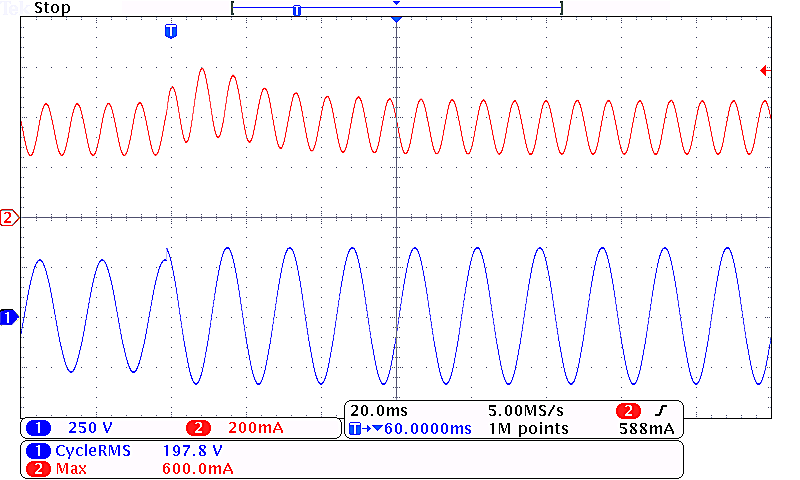 Tek Stop
T
T
2
1
20.0ms 5.00MS/s 2
T→▼60.0000ms 1M points 588mA
1 250 V 2 200mA
1 CycleRMS 197.8 V
2 Max 600.0mA